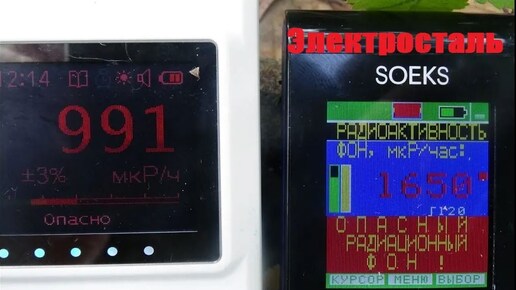 12:14
991
±3% мкР/ч
Опасно
Электросталь
SOEKS
РАДИОАКТИВНОСТЬ
ФОН, мкР/час:
1650
ОПАСНЫЙ
РАДИАЦИОННЫЙ
ФОН !
КУРСОР МЕНЮ ВЫБОР